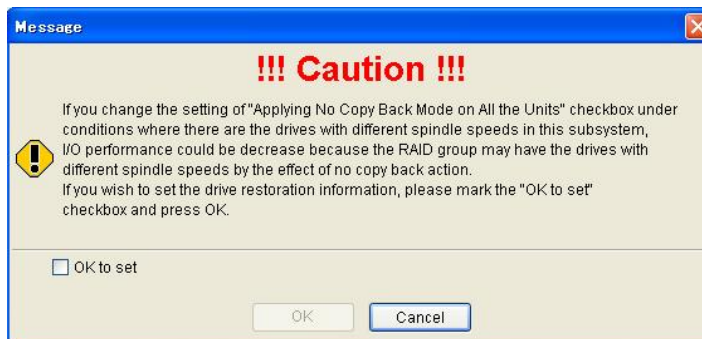 Message
!!! Caution !!!
If you change the setting of "Applying No Copy Back Mode on All the Units" checkbox under
conditions where there are the drives with different spindle speeds in this subsystem,
I/O performance could be decrease because the RAID group may have the drives with
different spindle speeds by the effect of no copy back action.
If you wish to set the drive restoration information, please mark the "OK to set"
checkbox and press OK.
OK to set
OK
Cancel